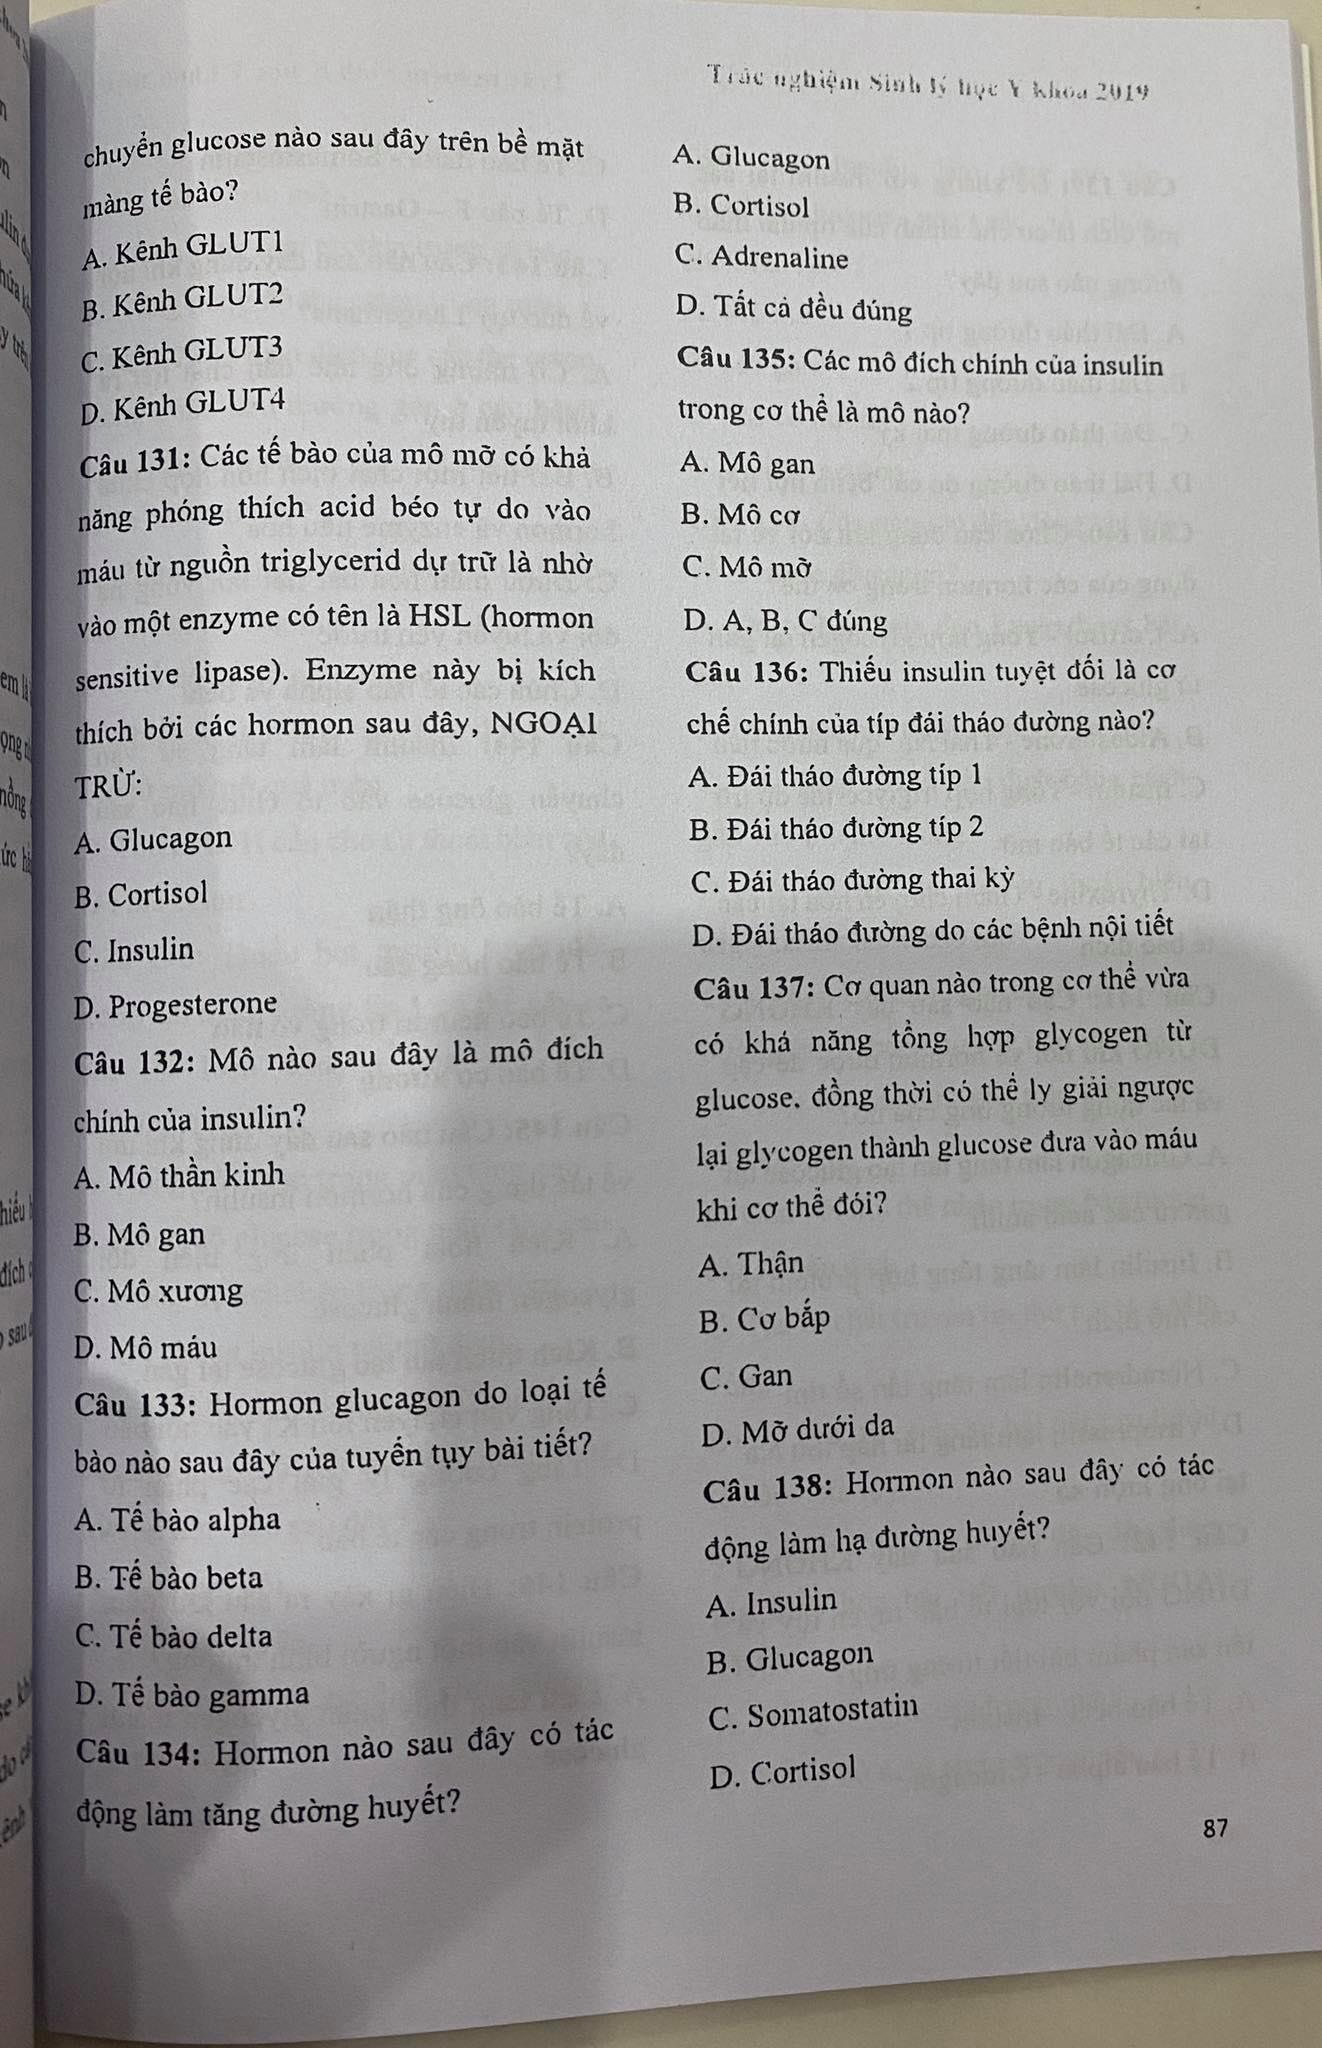 Trắc nghiệm Sinh lý học Y khoa 2019
chuyển glucose nào sau đây trên bề mặt
màng tế bào?
A. Kênh GLUT1
B. Kênh GLUT2
C. Kênh GLUT3
D. Kênh GLUT4
Câu 131: Các tế bào của mô mỡ có khả
năng phóng thích acid béo tự do vào
máu từ nguồn triglycerid dự trữ là nhờ
vào một enzyme có tên là HSL (hormon
sensitive lipase). Enzyme này bị kích
thích bởi các hormon sau đây, NGOẠI
TRỪ:
A. Glucagon
B. Cortisol
C. Insulin
D. Progesterone
Câu 132: Mô nào sau đây là mô đích
chính của insulin?
A. Mô thần kinh
B. Mô gan
C. Mô xương
D. Mô máu
Câu 133: Hormon glucagon do loại tế
bào nào sau đây của tuyến tụy bài tiết?
A. Tế bào alpha
B. Tế bào beta
C. Tế bào delta
D. Tế bào gamma
Câu 134: Hormon nào sau đây có tác
động làm tăng đường huyết?
A. Glucagon
B. Cortisol
C. Adrenaline
D. Tất cả đều đúng
Câu 135: Các mô đích chính của insulin
trong cơ thể là mô nào?
A. Mô gan
B. Mô cơ
C. Mô mỡ
D. A, B, C đúng
Câu 136: Thiếu insulin tuyệt đối là cơ
chế chính của típ đái tháo đường nào?
A. Đái tháo đường típ 1
B. Đái tháo đường típ 2
C. Đái tháo đường thai kỳ
D. Đái tháo đường do các bệnh nội tiết
Câu 137: Cơ quan nào trong cơ thể vừa
có khả năng tổng hợp glycogen từ
glucose, đồng thời có thể ly giải ngược
lại glycogen thành glucose đưa vào máu
khi cơ thể đói?
A. Thận
B. Cơ bắp
C. Gan
D. Mỡ dưới da
Câu 138: Hormon nào sau đây có tác
động làm hạ đường huyết?
A. Insulin
B. Glucagon
C. Somatostatin
D. Cortisol
87